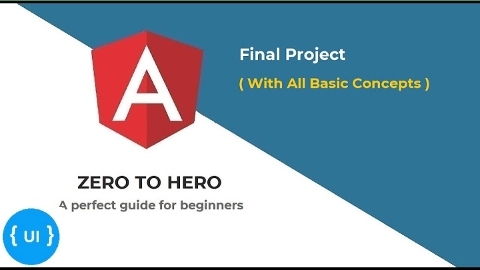 Final Project
( With All Basic Concepts )
A
ZERO TO HERO
A perfect guide for beginners
{ UI }